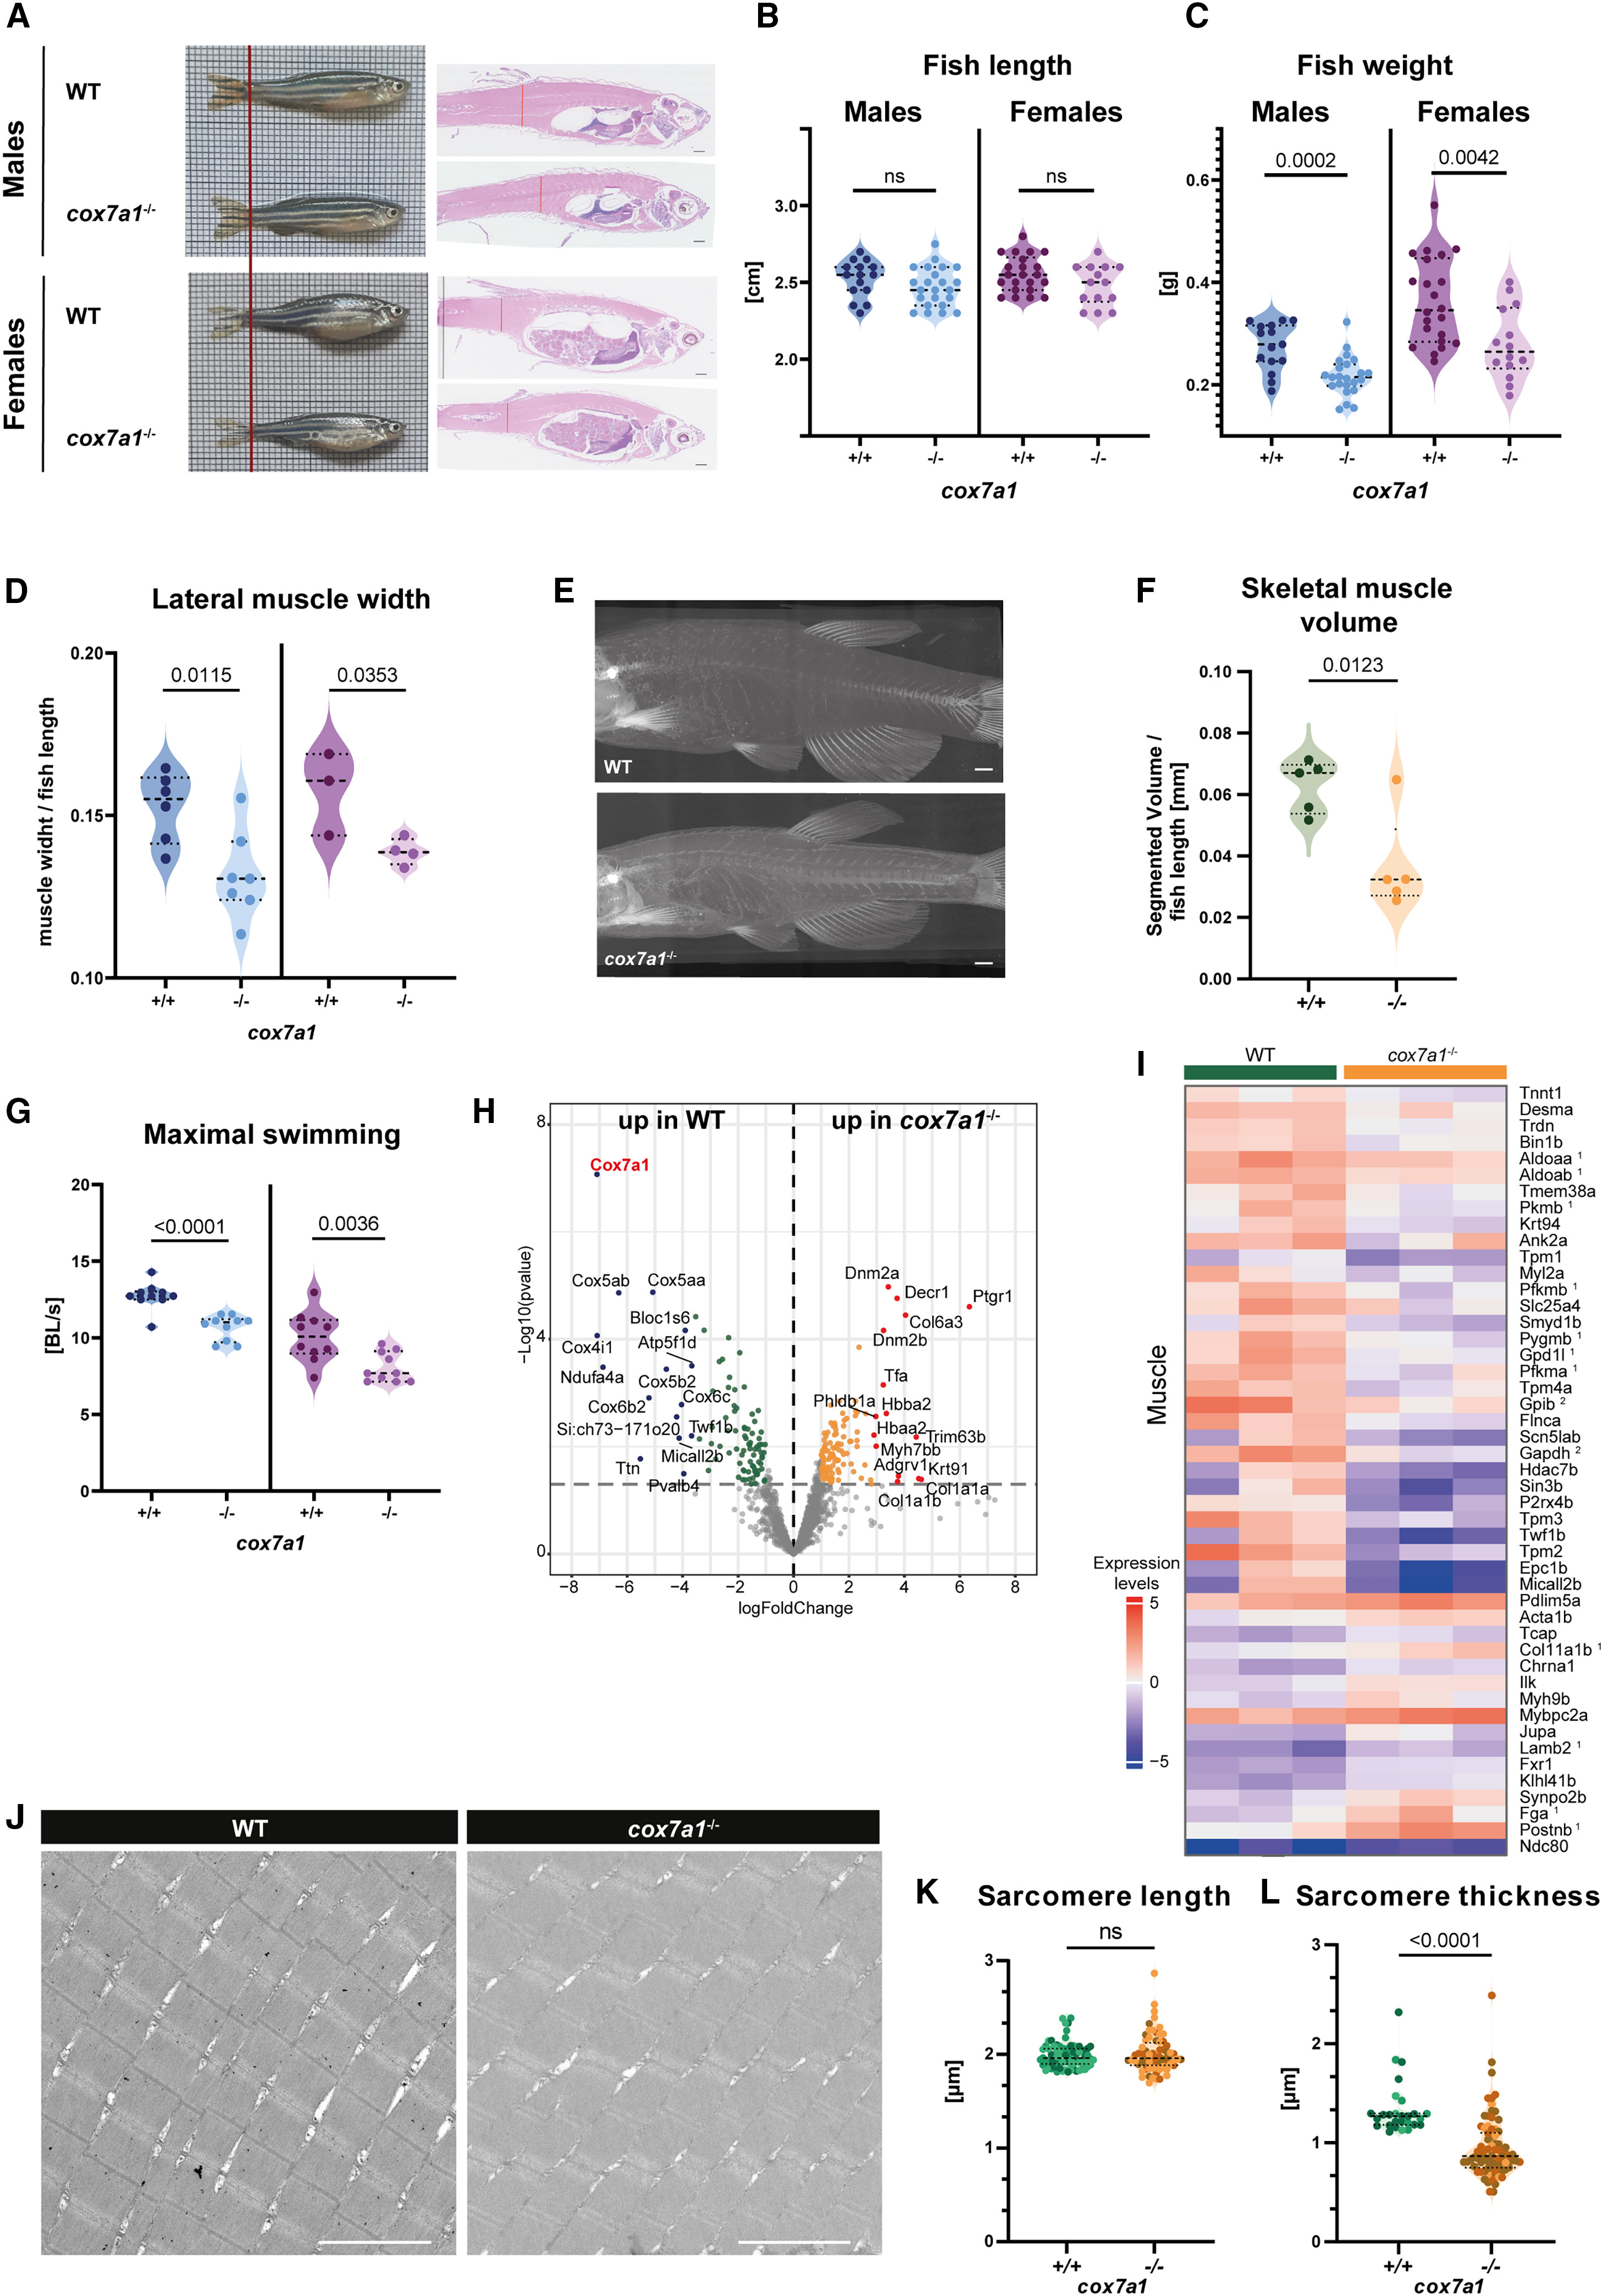 A
Males
WT
cox7a1-/-
Females
WT
cox7a1-/-
B
Fish length
Males
Females
ns
ns
[cm]
3.0
2.5
2.0
+/+
-/-
+/+
-/-
cox7a1
C
Fish weight
Males
Females
0.0002
0.0042
[g]
0.6
0.4
0.2
+/+
-/-
+/+
-/-
cox7a1
D
Lateral muscle width
0.0115
0.0353
muscle widht / fish length
0.20
0.15
0.10
+/+
-/-
+/+
-/-
cox7a1
E
WT
cox7a1-/-
F
Skeletal muscle
volume
0.0123
Segmented Volume /
fish length [mm]
0.10
0.08
0.06
0.04
0.02
0.00
+/+
-/-
G
Maximal swimming
<0.0001
0.0036
[BL/s]
20
15
10
5
0
+/+
-/-
+/+
-/-
cox7a1
H
up in WT
up in cox7a1-/-
−Log10(pvalue)
8
4
0
Cox7a1
Cox5ab
Cox5aa
Bloc1s6
Cox4i1
Atp5f1d
Ndufa4a
Cox5b2
Cox6b2
Cox6c
Si:ch73−171o20
Twf1b
Micall2b
Ttn
Pvalb4
Dnm2a
Decr1
Ptgr1
Col6a3
Dnm2b
Tfa
Phldb1a
Hbba2
Hbaa2
Trim63b
Myh7bb
Adgrv1
Krt91
Col1a1a
Col1a1b
−8
−6
−4
−2
0
2
4
6
8
logFoldChange
I
WT
cox7a1-/-
Muscle
Expression
levels
5
0
−5
Tnnt1
Desma
Trdn
Bin1b
Aldoaa 1
Aldoab 1
Tmem38a
Pkmb 1
Krt94
Ank2a
Tpm1
Myl2a
Pfkmb 1
Slc25a4
Smyd1b
Pygmb 1
Gpd1l 1
Pfkma 1
Tpm4a
Gpib 2
Flnca
Scn5lab
Gapdh 2
Hdac7b
Sin3b
P2rx4b
Tpm3
Twf1b
Tpm2
Epc1b
Micall2b
Pdlim5a
Acta1b
Tcap
Col11a1b 1
Chrna1
Ilk
Myh9b
Mybpc2a
Jupa
Lamb2 1
Fxr1
Klhl41b
Synpo2b
Fga 1
Postnb 1
Ndc80
J
WT
cox7a1-/-
K
Sarcomere length
ns
[µm]
3
2
1
0
+/+
-/-
cox7a1
L
Sarcomere thickness
<0.0001
[µm]
3
2
1
0
+/+
-/-
cox7a1